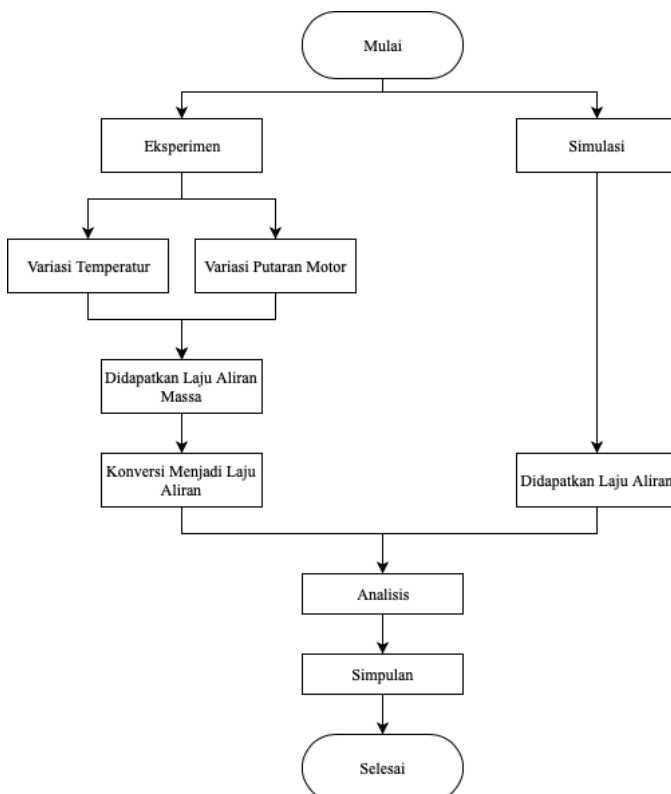 Mulai
Eksperimen
Simulasi
Variasi Temperatur
Variasi Putaran Motor
Didapatkan Laju Aliran
Massa
Konversi Menjadi Laju
Aliran
Didapatkan Laju Aliran
Analisis
Simpulan
Selesai